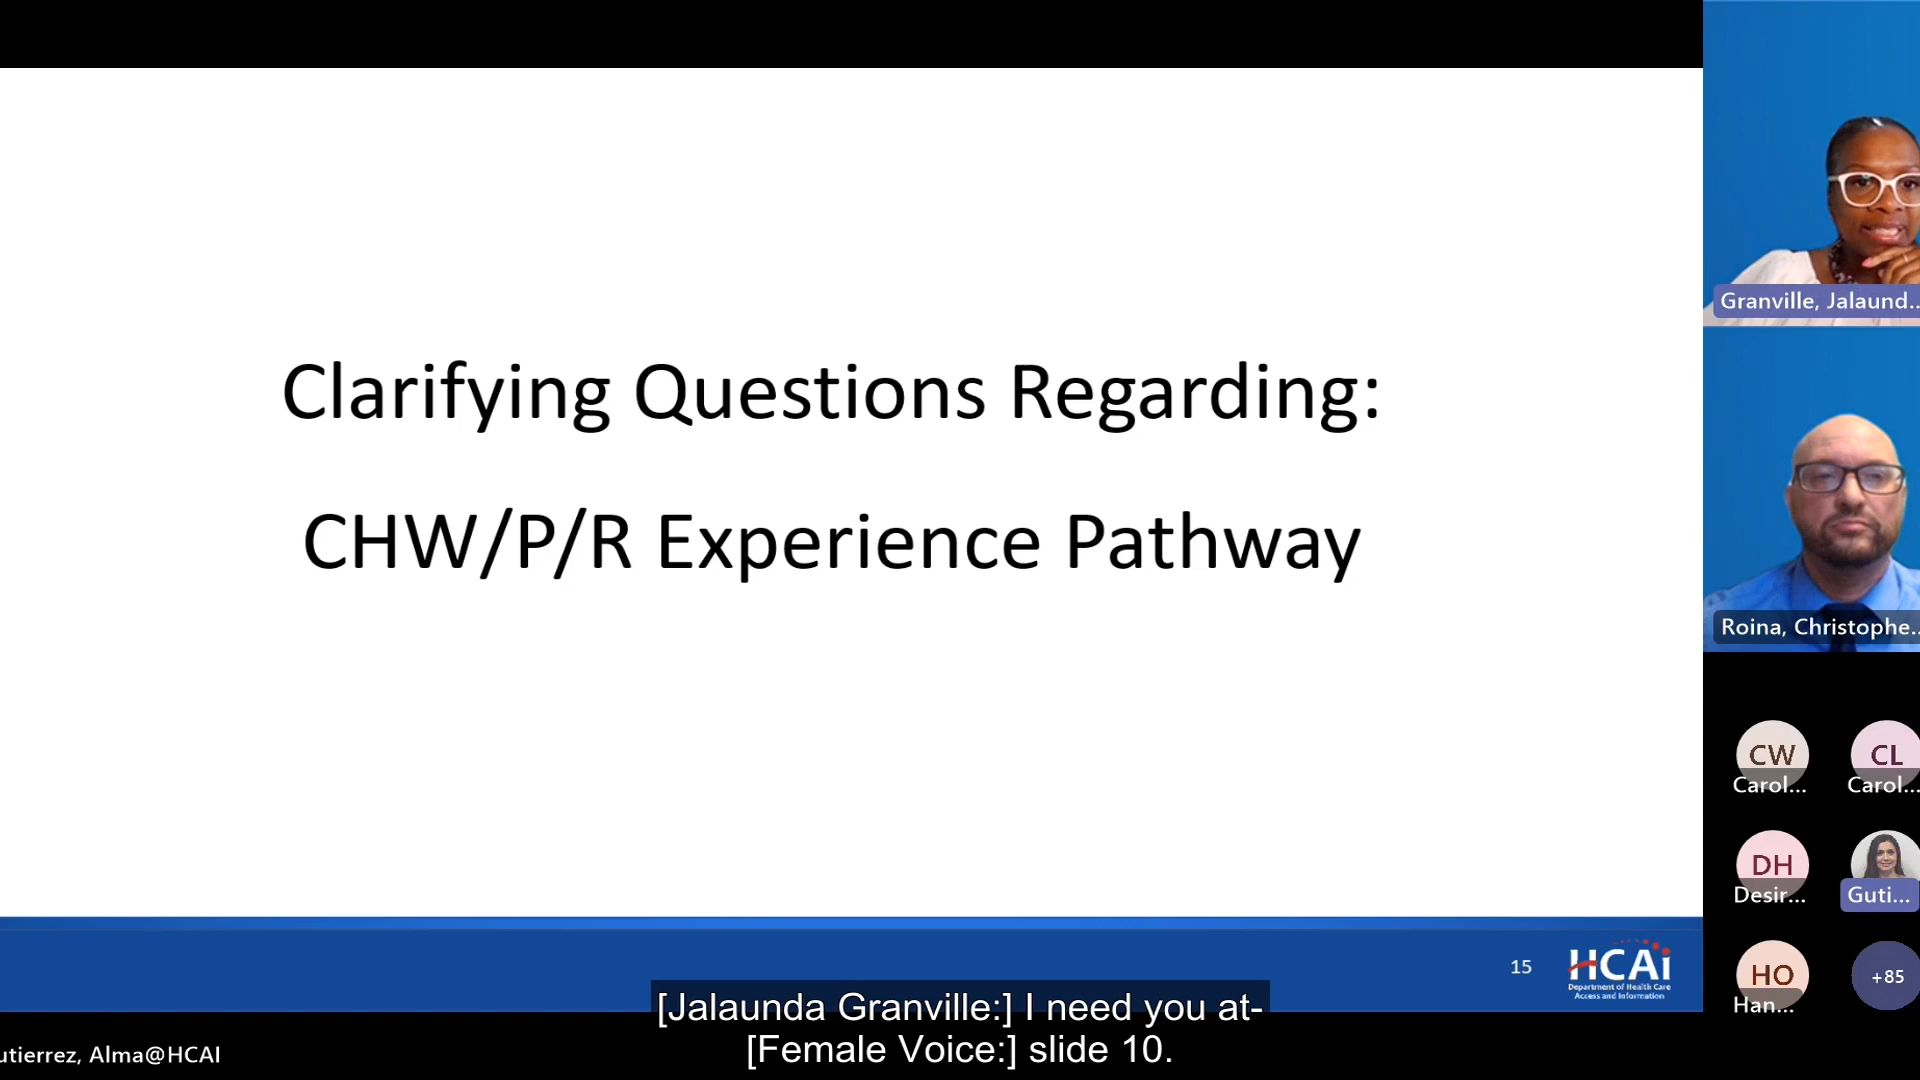 Clarifying Questions Regarding:
CHW/P/R Experience Pathway
15
HCAi
Department of Health Care
Access and Information
Granville, Jalaund...
Roina, Christophe...
CW
Carol...
CL
Carol...
DH
Desir...
Guti...
HO
Han...
+85
[Jalaunda Granville:] I need you at-
[Female Voice:] slide 10.
utierrez, Alma@HCAI